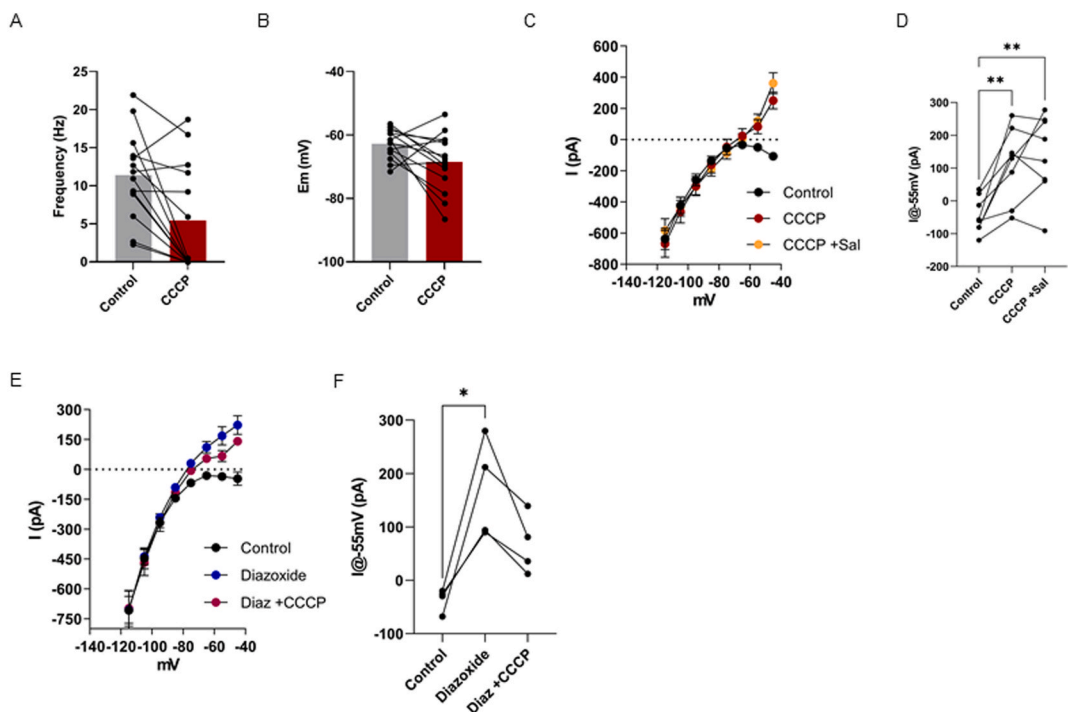 A
B
C
D
25
20
15
10
5
0
Frequency (Hz)
Control
CCCP
-40
-60
-80
-100
Em (mV)
Control
CCCP
600
400
200
0
-200
-400
-600
-800
I (pA)
-140 -120 -100 -80 -60 -40
mV
Control
CCCP
CCCP +Sal
**
**
300
200
100
0
-100
-200
I@-55mV (pA)
Control
CCCP
CCCP +Sal
E
F
300
150
0
-150
-300
-450
-600
-750
I (pA)
-140 -120 -100 -80 -60 -40
mV
Control
Diazoxide
Diaz +CCCP
*
300
200
100
0
-100
I@-55mV (pA)
Control
Diazoxide
Diaz +CCCP